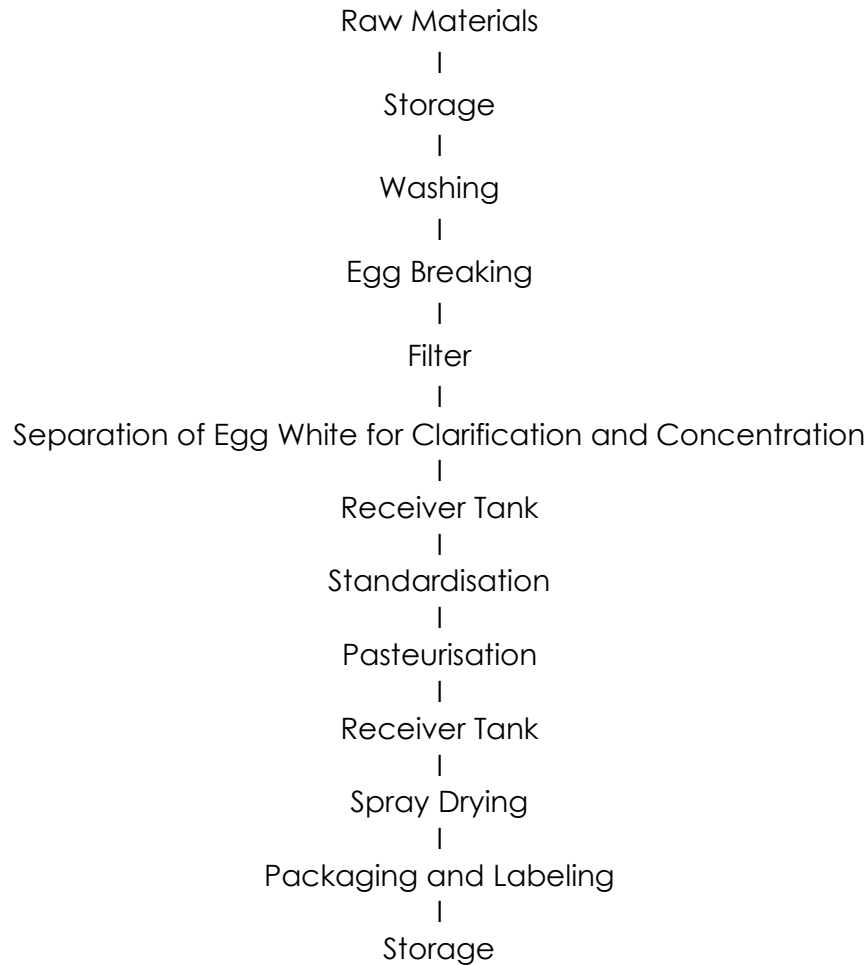 Raw Materials
|
Storage
|
Washing
|
Egg Breaking
|
Filter
|
Separation of Egg White for Clarification and Concentration
|
Receiver Tank
|
Standardisation
|
Pasteurisation
|
Receiver Tank
|
Spray Drying
|
Packaging and Labeling
|
Storage